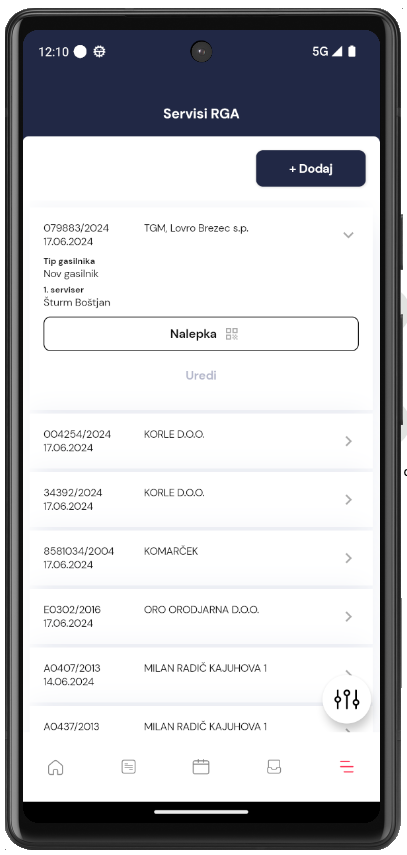 12:10 5G
Servisi RGA
+ Dodaj
079883/2024 TGM, Lovro Brezec s.p.
17.06.2024
Tip gasilnika
Nov gasilnik
1. serviser
Šturm Boštjan
Nalepka
Uredi
004254/2024 KORLE D.O.O.
17.06.2024
34392/2024 KORLE D.O.O.
17.06.2024
8581034/2004 KOMARČEK
17.06.2024
E0302/2016 ORO ORODJARNA D.O.O.
17.06.2024
A0407/2013 MILAN RADIČ KAJUHOVA 1
14.06.2024
A0437/2013 MILAN RADIČ KAJUHOVA 1